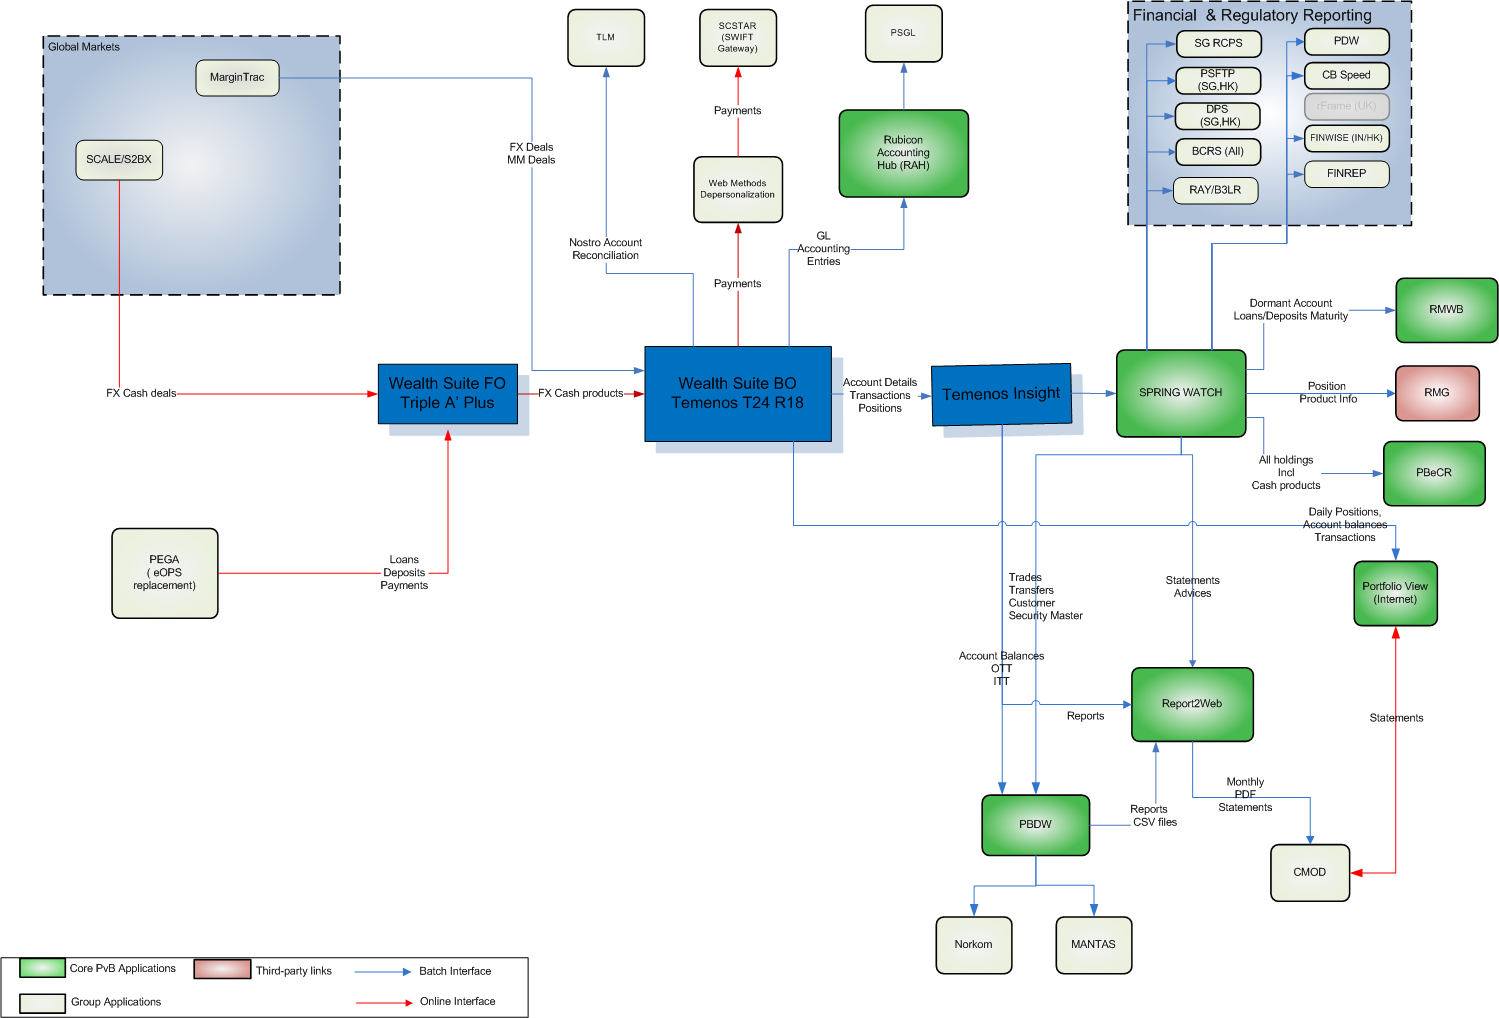 Financial & Regulatory Reporting
Global Markets
MarginTrac
SCALE/S2BX
TLM
SCSTAR
(SWIFT
Gateway)
PSGL
SG RCPS
PSFTP
(SG,HK)
DPS
(SG,HK)
BCRS (All)
RAY/B3LR
PDW
CB Speed
rFrame (UK)
FINWISE (IN/HK)
FINREP
Payments
FX Deals
MM Deals
Web Methods
Depersonalization
Rubicon
Accounting
Hub (RAH)
Nostro Account
Reconciliation
GL
Accounting
Entries
Payments
Dormant Account
Loans/Deposits Maturity
RMWB
FX Cash deals
Wealth Suite FO
Triple A' Plus
FX Cash products
Wealth Suite BO
Temenos T24 R18
Account Details
Transactions
Positions
Temenos Insight
SPRING WATCH
Position
Product Info
RMG
All holdings
Incl
Cash products
PBeCR
Daily Positions,
Account balances
Transactions
PEGA
( eOPS
replacement)
Loans
Deposits
Payments
Trades
Transfers
Customer
Security Master
Statements
Advices
Portfolio View
(Internet)
Account Balances
OTT
ITT
Reports
Report2Web
Statements
Monthly
PDF
Statements
PBDW
Reports
CSV files
CMOD
Norkom
MANTAS
Core PvB Applications
Third-party links
Batch Interface
Group Applications
Online Interface